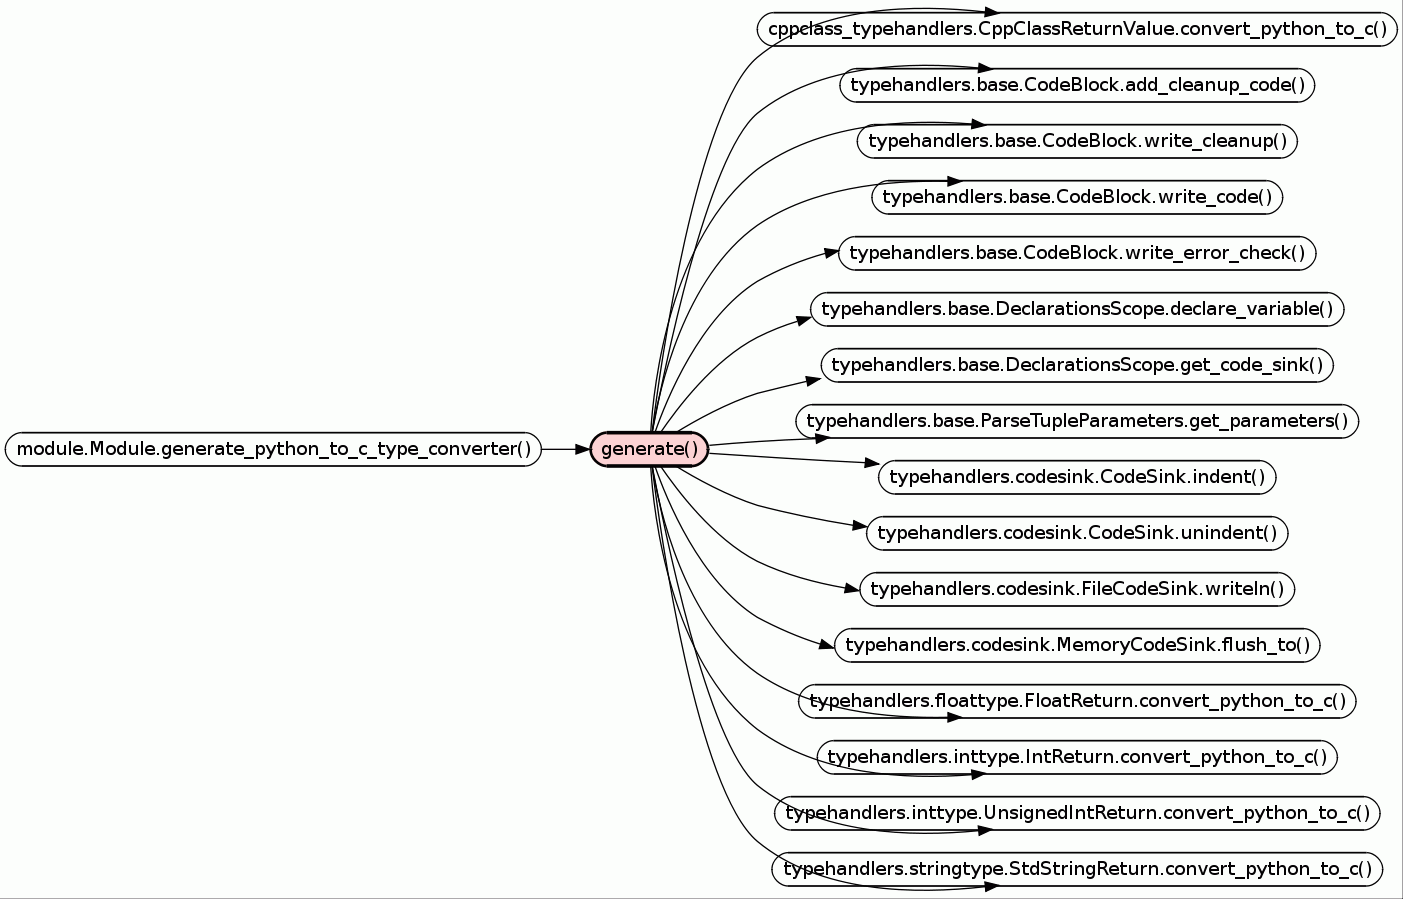 cppclass_typehandlers.CppClassReturnValue.convert_python_to_c()
typehandlers.base.CodeBlock.add_cleanup_code()
typehandlers.base.CodeBlock.write_cleanup()
typehandlers.base.CodeBlock.write_code()
typehandlers.base.CodeBlock.write_error_check()
typehandlers.base.DeclarationsScope.declare_variable()
typehandlers.base.DeclarationsScope.get_code_sink()
typehandlers.base.ParseTupleParameters.get_parameters()
module.Module.generate_python_to_c_type_converter()
generate()
typehandlers.codesink.CodeSink.indent()
typehandlers.codesink.CodeSink.unindent()
typehandlers.codesink.FileCodeSink.writeln()
typehandlers.codesink.MemoryCodeSink.flush_to()
typehandlers.floattype.FloatReturn.convert_python_to_c()
typehandlers.inttype.IntReturn.convert_python_to_c()
typehandlers.inttype.UnsignedIntReturn.convert_python_to_c()
typehandlers.stringtype.StdStringReturn.convert_python_to_c()